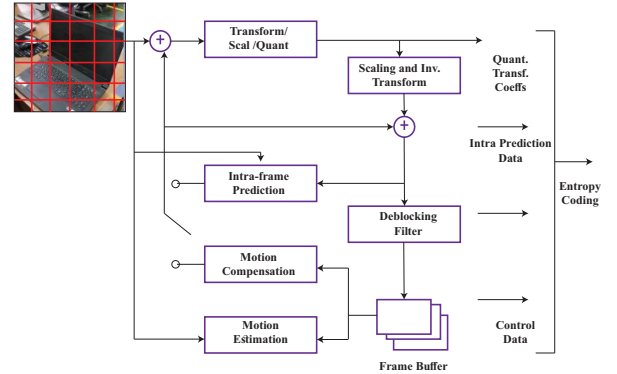 Transform/
Scal /Quant
+
Scaling and Inv.
Transform
Quant.
Transf.
Coeffs
+
Intra Prediction
Data
Intra-frame
Prediction
Entropy
Coding
Deblocking
Filter
Motion
Compensation
Motion
Estimation
Control
Data
Frame Buffer